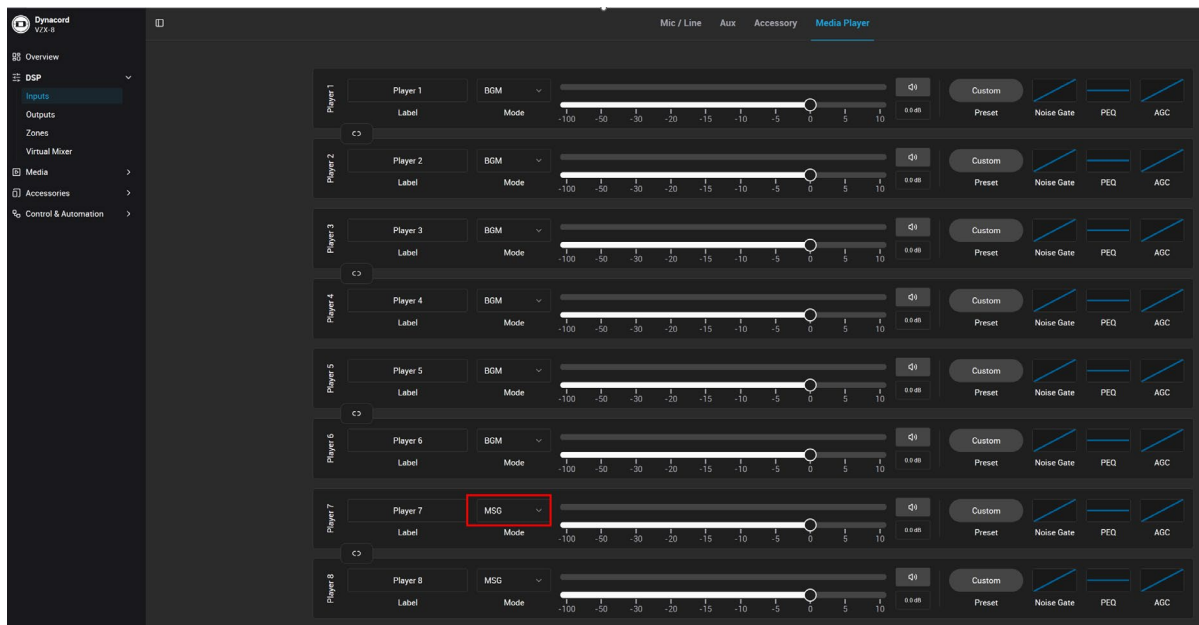 Dynacord
VZX-8
Mic / Line Aux Accessory Media Player
Overview
DSP
Inputs
Outputs
Zones
Virtual Mixer
Media
Accessories
Control & Automation
Player 1
Player 1 BGM Custom
0.0 dB
Label Mode -100 -50 -30 -20 -15 -10 -5 0 5 10 Preset Noise Gate PEQ AGC
Player 2
Player 2 BGM Custom
0.0 dB
Label Mode -100 -50 -30 -20 -15 -10 -5 0 5 10 Preset Noise Gate PEQ AGC
Player 3
Player 3 BGM Custom
0.0 dB
Label Mode -100 -50 -30 -20 -15 -10 -5 0 5 10 Preset Noise Gate PEQ AGC
Player 4
Player 4 BGM Custom
0.0 dB
Label Mode -100 -50 -30 -20 -15 -10 -5 0 5 10 Preset Noise Gate PEQ AGC
Player 5
Player 5 BGM Custom
0.0 dB
Label Mode -100 -50 -30 -20 -15 -10 -5 0 5 10 Preset Noise Gate PEQ AGC
Player 6
Player 6 BGM Custom
0.0 dB
Label Mode -100 -50 -30 -20 -15 -10 -5 0 5 10 Preset Noise Gate PEQ AGC
Player 7
Player 7 MSG Custom
0.0 dB
Label Mode -100 -50 -30 -20 -15 -10 -5 0 5 10 Preset Noise Gate PEQ AGC
Player 8
Player 8 MSG Custom
0.0 dB
Label Mode -100 -50 -30 -20 -15 -10 -5 0 5 10 Preset Noise Gate PEQ AGC